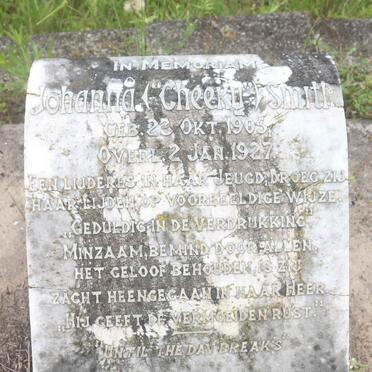 IN MEMORIAM
Johanna ("Cheeky") Smit
GEB. 23 OKT. 1905.
OVERL. 2 JAN. 1927.
EEN LIJDERES IN HAAR JEUGD, DROEG ZIJ
HAAR LIJDEN OP VOORBEELDIGE WIJZE.
"GEDULDIG IN DE VERDRUKKING"
MINZAAM, BEMIND DOOR ALLEN,
HET GELOOF BEHOUDEN, IS ZIJ
ZACHT HEENGEGAAN IN HAAR HEER.
"HIJ GEEFT DE VERMOEIDEN RUST."
"UNTIL THE DAY BREAKS"